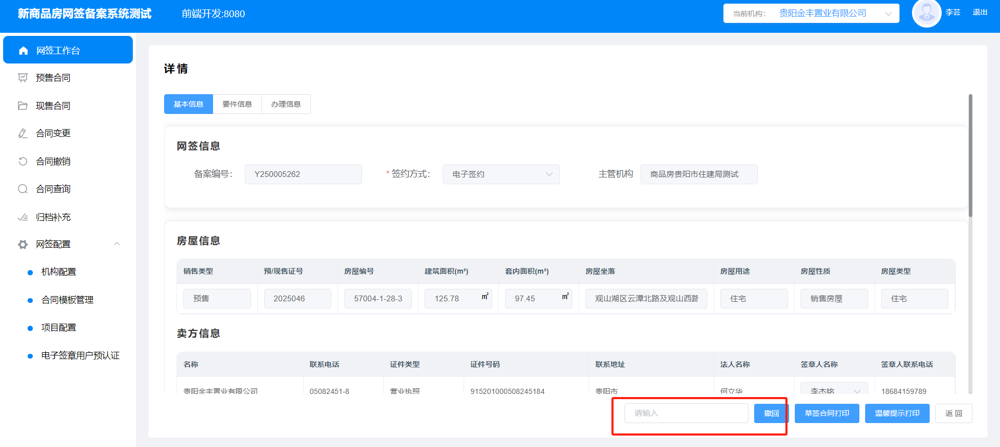 新商品房网签备案系统测试
前端开发:8080
当前机构：
贵阳金丰置业有限公司
李芸
退出
网签工作台
预售合同
现售合同
合同变更
合同撤销
合同查询
归档补充
网签配置
机构配置
合同模板管理
项目配置
电子签章用户预认证
详情
基本信息 要件信息 办理信息
网签信息
备案编号： Y250005262 * 签约方式： 电子签约 主管机构 商品房贵阳市住建局测试
房屋信息
销售类型 预/现售证号 房屋编号 建筑面积(m²) 套内面积(m²) 房屋坐落 房屋用途 房屋性质 房屋类型
预售 2025046 57004-1-28-3 125.78 ㎡ 97.45 ㎡ 观山湖区云潭北路及观山西路 住宅 销售房屋 住宅
卖方信息
名称 联系电话 证件类型 证件号码 联系地址 法人名称 签章人名称 签章人联系电话
贵阳金丰置业有限公司 05082451-8 营业执照 915201000508245184 贵阳市 何立华 李杰铭 18684159789
请输入 撤回 草签合同打印 温馨提示打印 返 回